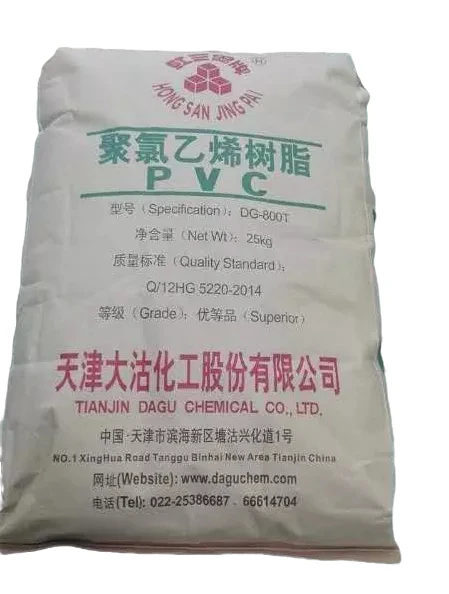 红三角牌 ®
HONG SAN JING PAI
聚氯乙烯树脂
PVC
型号(Specification): DG-800T
净含量(Net Wt): 25kg
质量标准(Quality Standard):
Q/12HG 5220-2014
等级(Grade): 优等品(Superior)
天津大沽化工股份有限公司
TIANJIN DAGU CHEMICAL CO., LTD.
中国·天津市滨海新区塘沽兴化道1号
NO.1 XingHua Road Tanggu Binhai New Area Tianjin China
网址(Website): www.daguchem.com
电话(Tel): 022-25386687、66614704